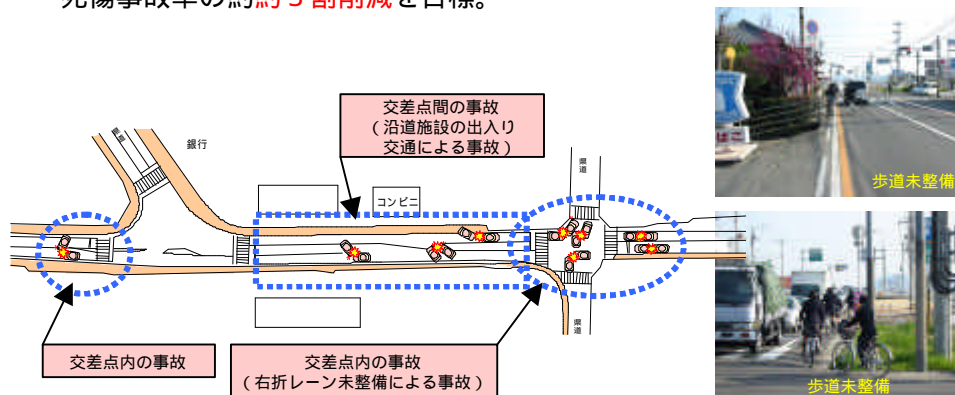 死傷事故率の約約３割削減を目標。
交差点間の事故
（沿道施設の出入り
交通による事故）
銀行
県道
コンビニ
県道
交差点内の事故
交差点内の事故
（右折レーン未整備による事故）
歩道未整備
歩道未整備